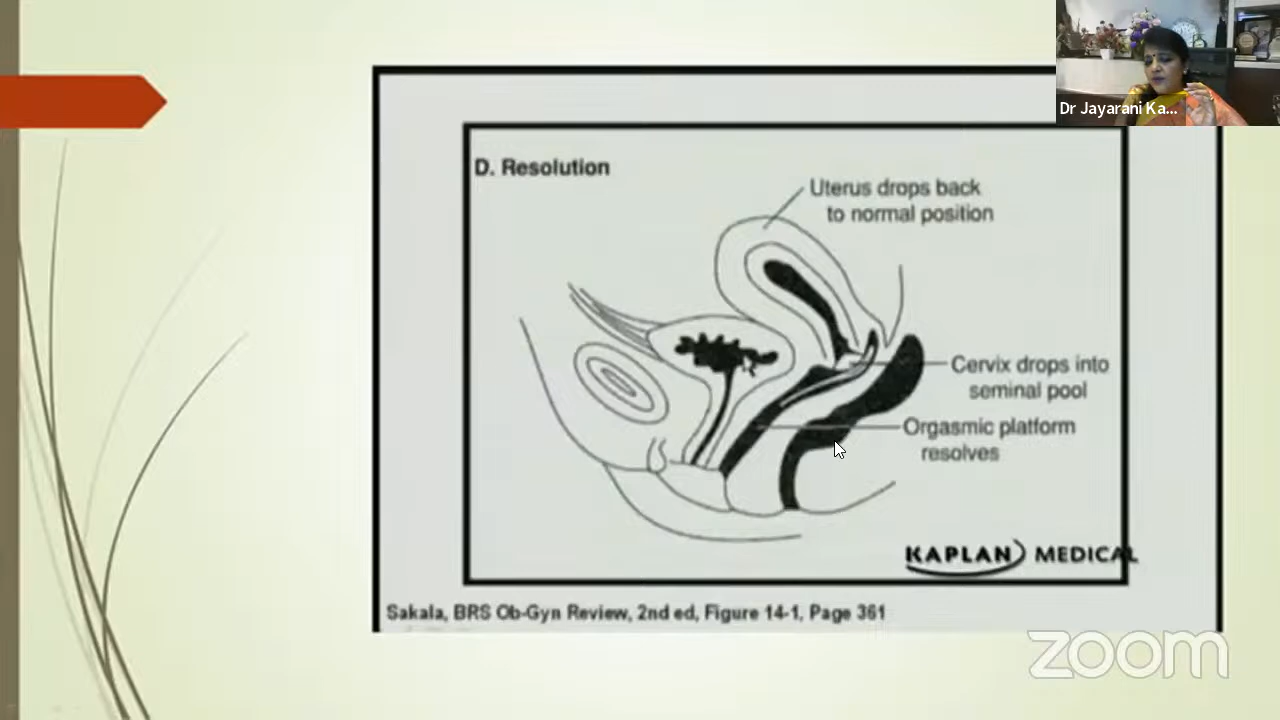 Dr Jayarani Ka...
D. Resolution
Uterus drops back
to normal position
Cervix drops into
seminal pool
Orgasmic platform
resolves
KAPLAN MEDICAL
Sakala, BRS Ob-Gyn Review, 2nd ed, Figure 14-1, Page 361
zoom